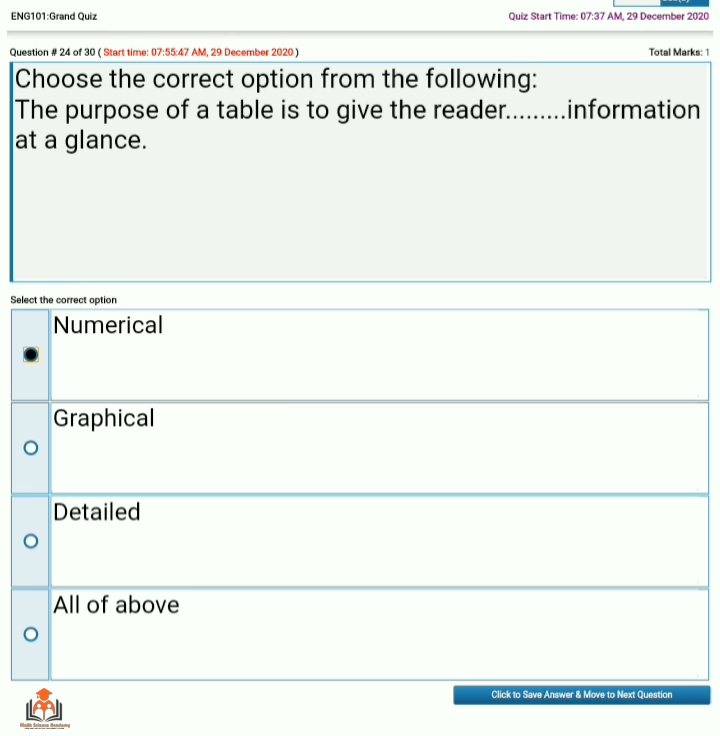 ENG101:Grand Quiz
Quiz Start Time: 07:37 AM, 29 December 2020
Question # 24 of 30 ( Start time: 07:55:47 AM, 29 December 2020 )
Total Marks: 1
Choose the correct option from the following:
The purpose of a table is to give the reader.........information
at a glance.
Select the correct option
Numerical
Graphical
Detailed
All of above
Click to Save Answer & Move to Next Question
Math Science Academy